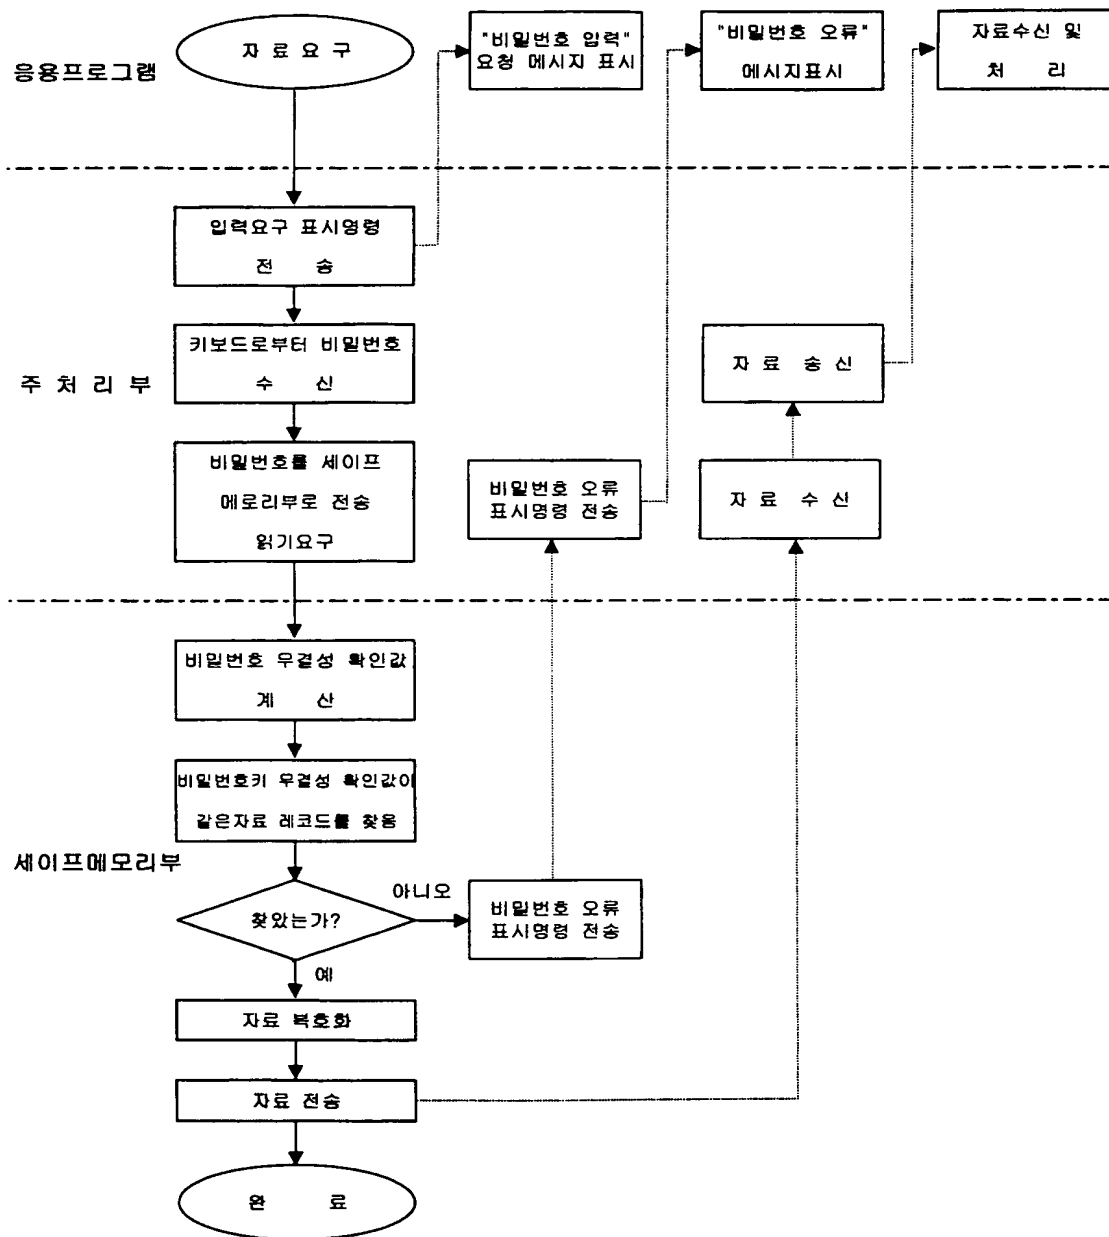 응용프로그램
자 료 요 구
"비밀번호 입력"
요청 메시지 표시
"비밀번호 오류"
메시지표시
자료수신 및
처 리
주 처 리 부
입력요구 표시명령
전 송
키보드로부터 비밀번호
수 신
비밀번호를 세이프
메로리부로 전송
읽기요구
비밀번호 오류
표시명령 전송
자 료 송 신
자 료 수 신
세이프메모리부
비밀번호 무결성 확인값
계 산
비밀번호키 무결성 확인값이
같은자료 레코드를 찾음
찾았는가?
아니오
예
비밀번호 오류
표시명령 전송
자료 복호화
자료 전송
완 료